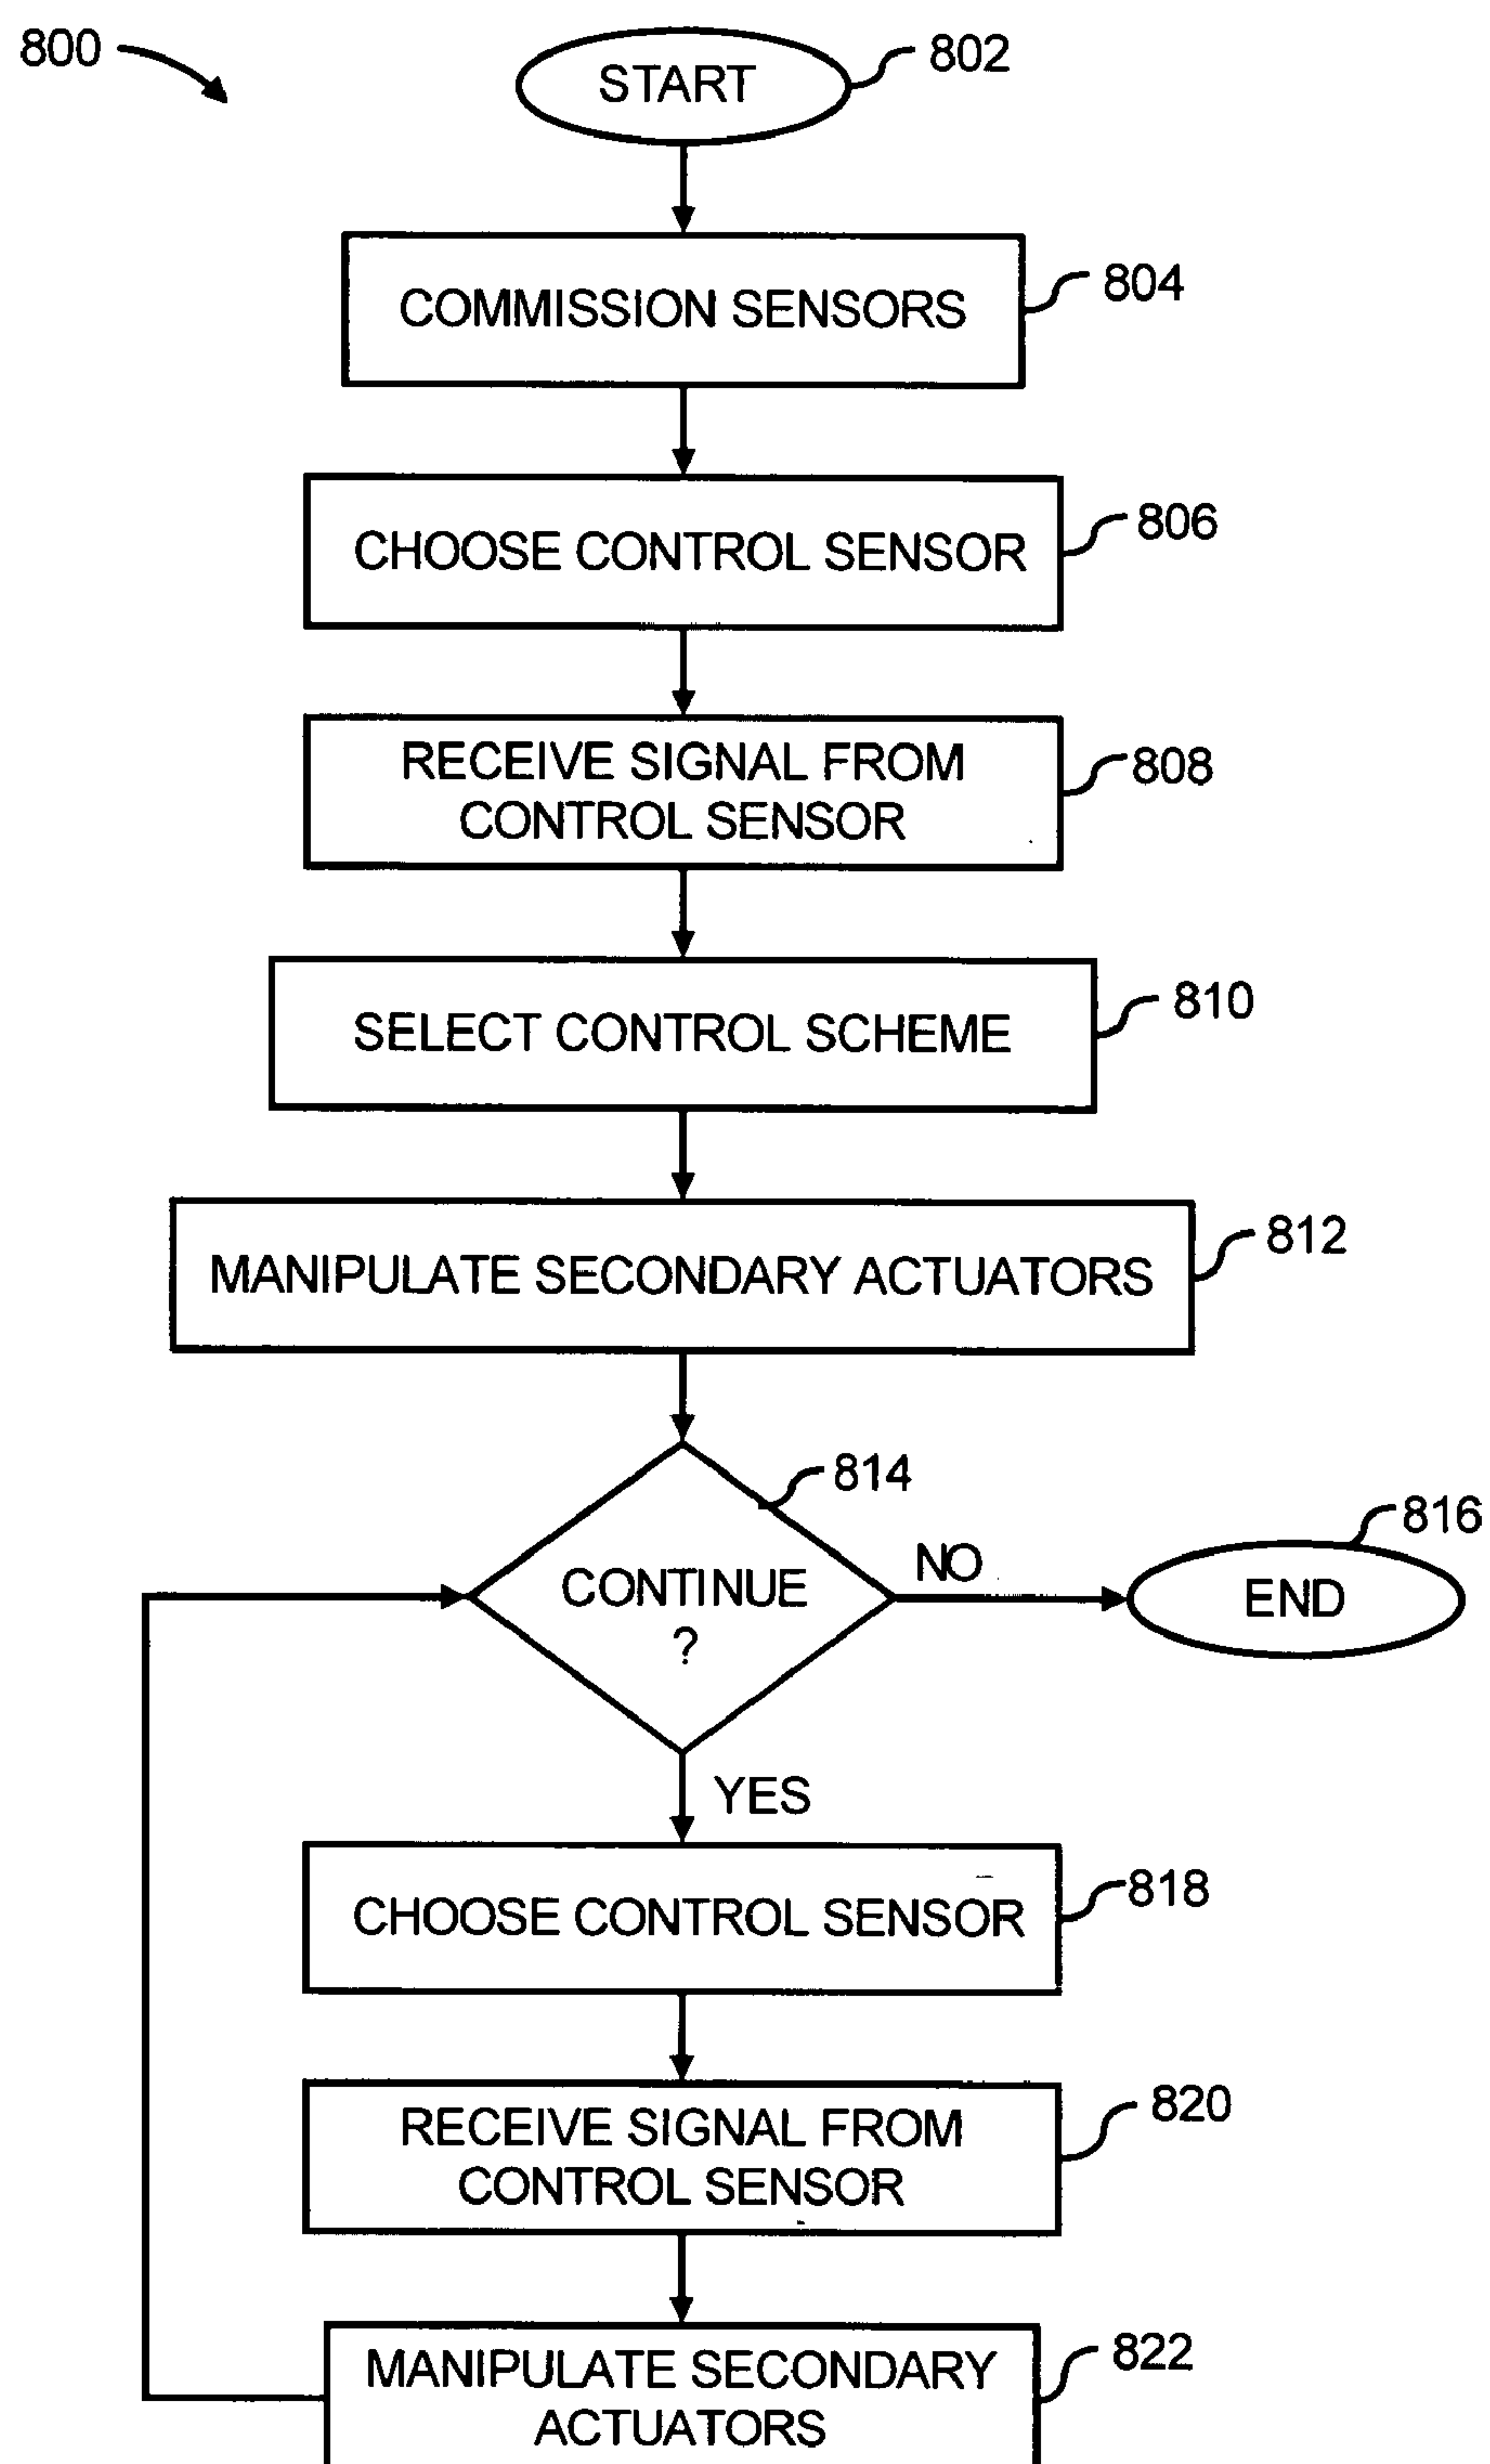 800
START
802
COMMISSION SENSORS
804
CHOOSE CONTROL SENSOR
806
RECEIVE SIGNAL FROM
CONTROL SENSOR
808
SELECT CONTROL SCHEME
810
MANIPULATE SECONDARY ACTUATORS
812
814
CONTINUE
?
NO
816
END
YES
CHOOSE CONTROL SENSOR
818
RECEIVE SIGNAL FROM
CONTROL SENSOR
820
MANIPULATE SECONDARY
ACTUATORS
822